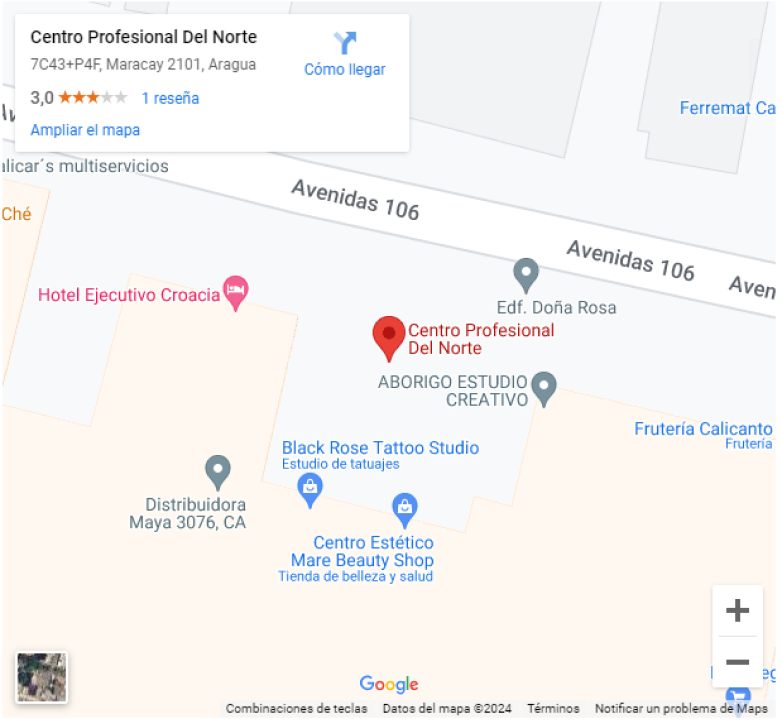 Centro Profesional Del Norte
7C43+P4F, Maracay 2101, Aragua
Cómo llegar
3,0
1 reseña
Ampliar el mapa
Ferremat Ca
alicar´s multiservicios
Ché
Avenidas 106
Avenidas 106
Aven
Hotel Ejecutivo Croacia
Edf. Doña Rosa
Centro Profesional
Del Norte
ABORIGO ESTUDIO
CREATIVO
Frutería Calicanto
Frutería
Black Rose Tattoo Studio
Estudio de tatuajes
Distribuidora
Maya 3076, CA
Centro Estético
Mare Beauty Shop
Tienda de belleza y salud
+
−
Google
Combinaciones de teclas
Datos del mapa ©2024
Términos
Notificar un problema de Maps